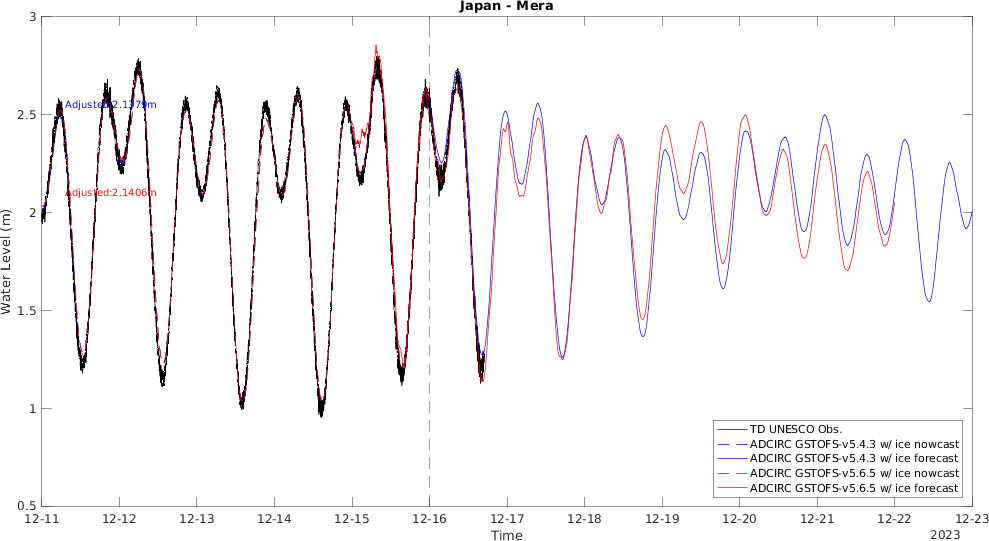 Japan - Mera
3
2.5
2
1.5
1
0.5
Water Level (m)
Adjusted:2.1379m
Adjusted:2.1406m
TD UNESCO Obs.
ADCIRC GSTOFS-v5.4.3 w/ ice nowcast
ADCIRC GSTOFS-v5.4.3 w/ ice forecast
ADCIRC GSTOFS-v5.6.5 w/ ice nowcast
ADCIRC GSTOFS-v5.6.5 w/ ice forecast
12-11 12-12 12-13 12-14 12-15 12-16 12-17 12-18 12-19 12-20 12-21 12-22 12-23
Time
2023